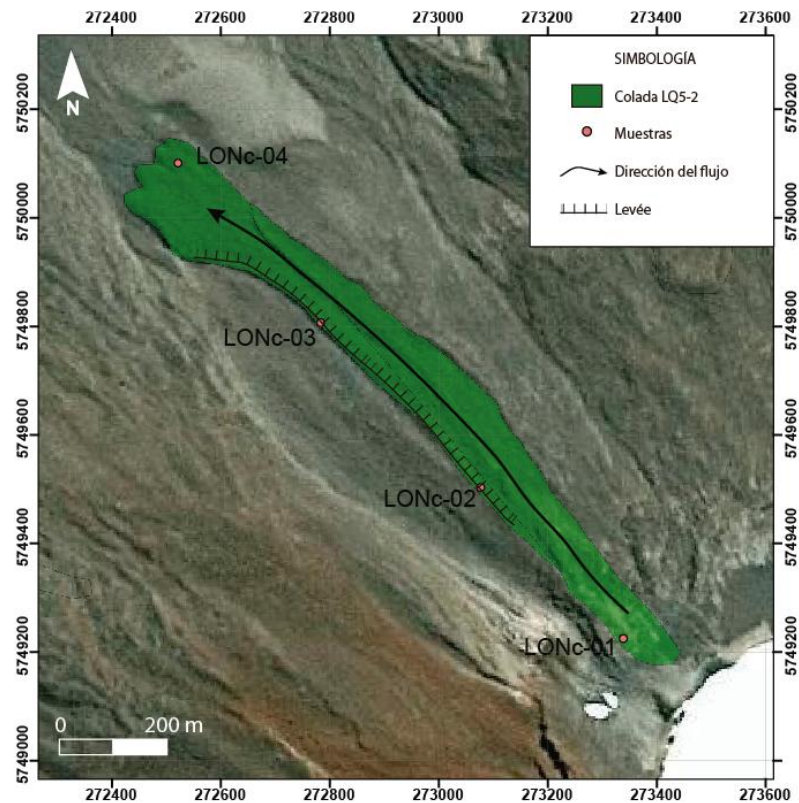 272400 272600 272800 273000 273200 273400 273600
SIMBOLOGÍA
Colada LQ5-2
Muestras
Dirección del flujo
Levée
N
5750200 5750200
LONc-04
5750000 5750000
5749800 5749800
LONc-03
5749600 5749600
LONc-02
5749400 5749400
LONc-01
5749200 5749200
0 200 m
5749000 5749000
272400 272600 272800 273000 273200 273400 273600